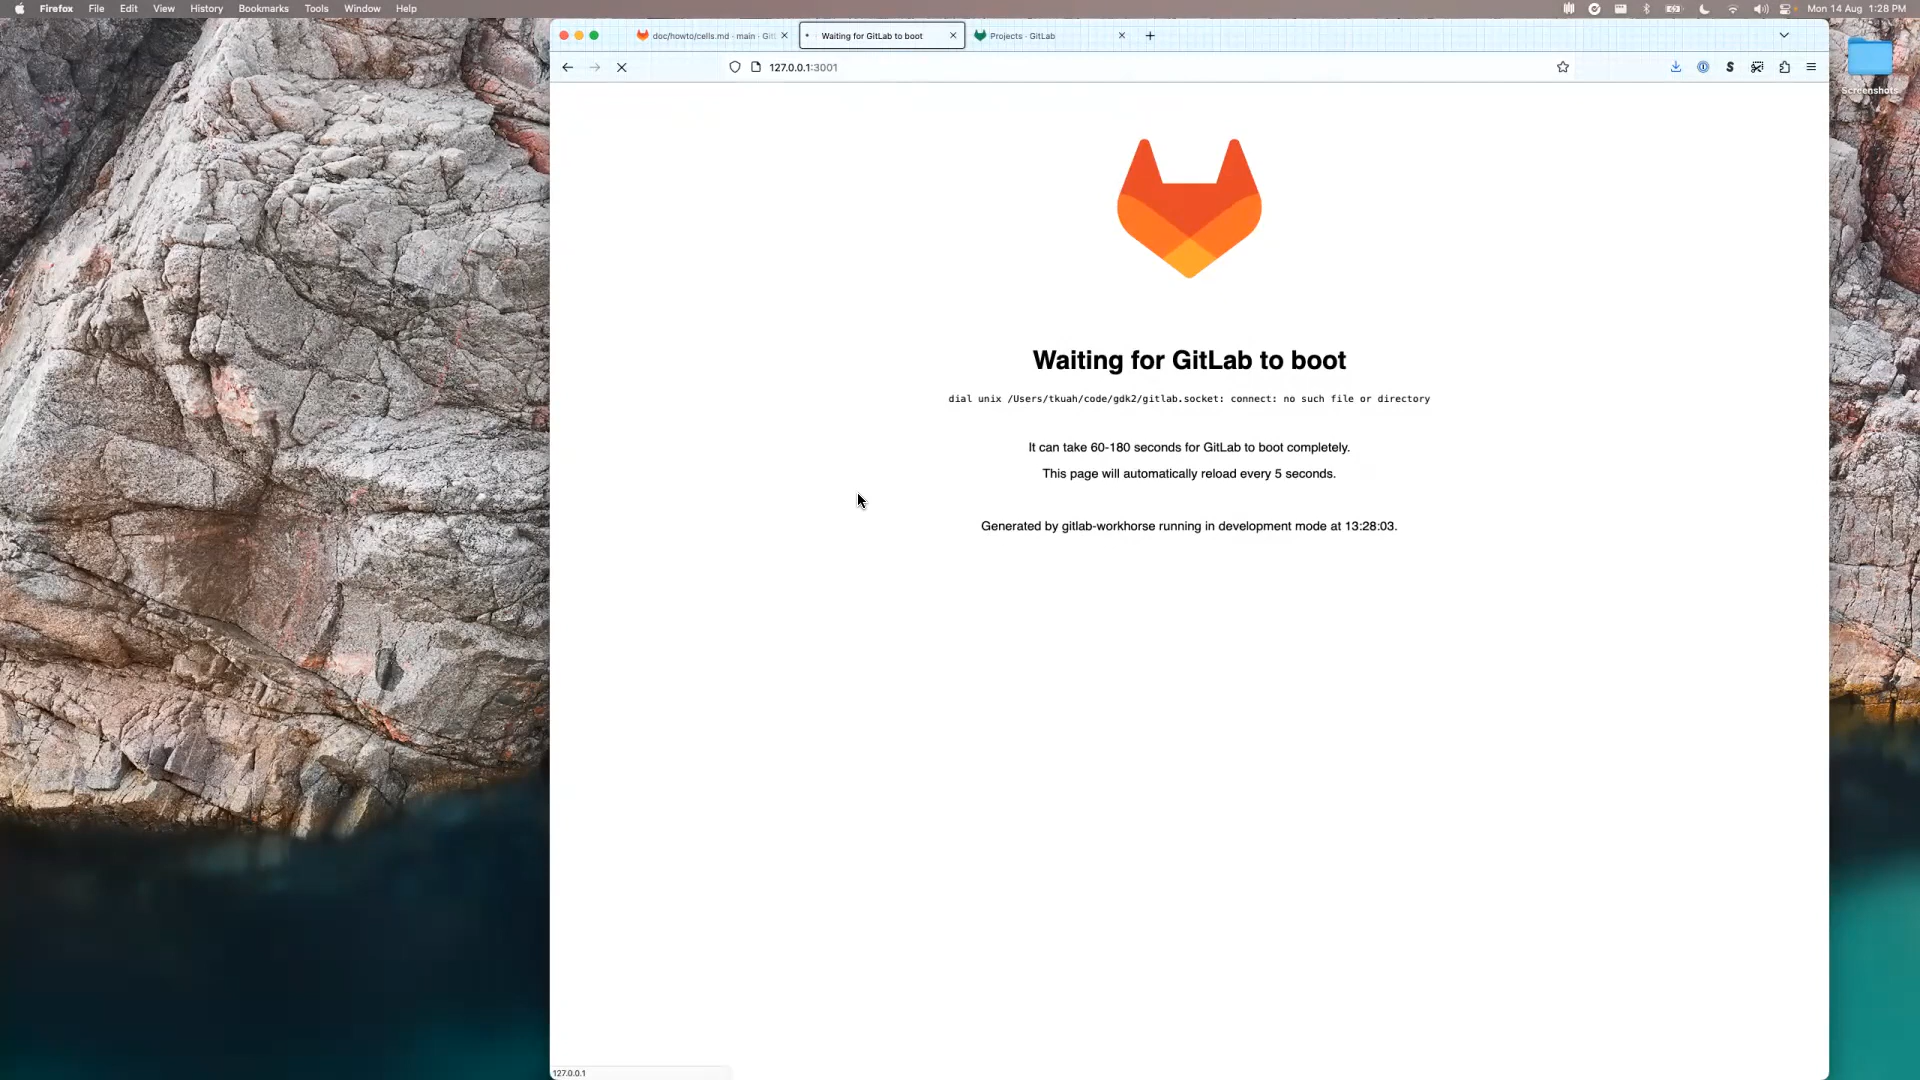 Firefox File Edit View History Bookmarks Tools Window Help
Mon 14 Aug 1:28 PM
doc/howto/cells.md · main · Git
Waiting for GitLab to boot
Projects · GitLab
127.0.0.1:3001
Screenshots
Waiting for GitLab to boot
dial unix /Users/tkuah/code/gdk2/gitlab.socket: connect: no such file or directory
It can take 60-180 seconds for GitLab to boot completely.
This page will automatically reload every 5 seconds.
Generated by gitlab-workhorse running in development mode at 13:28:03.
127.0.0.1